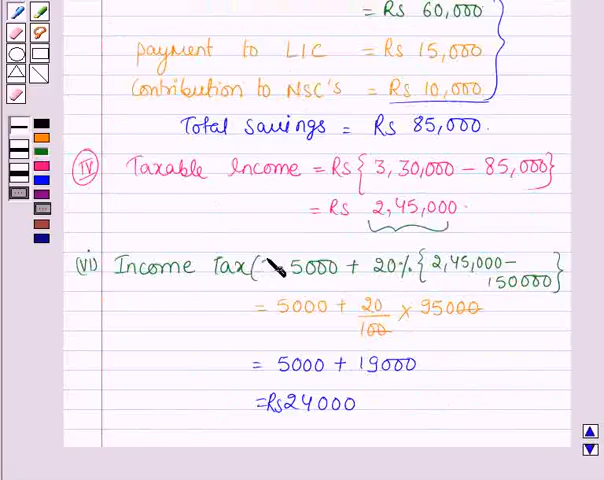 = Rs 60,000
payment to LIC = Rs 15,000
Contribution to NSC's = Rs 10,000
Total Savings = Rs 85,000.
(IV) Taxable Income = Rs { 3,30,000 - 85,000}
= Rs 2,45,000.
(vi) Income Tax( 5000 + 20% { 2,45,000-
150000}
= 5000 + 20/100 × 95000
= 5000 + 19000
=Rs24000